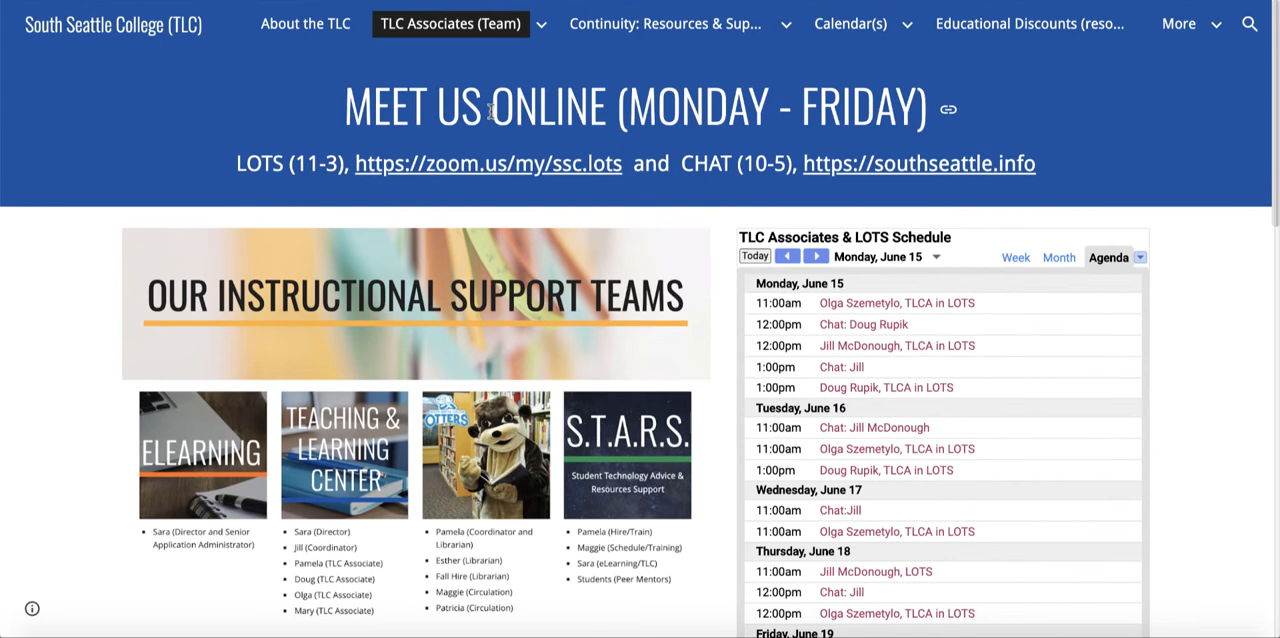 South Seattle College (TLC)
About the TLC
TLC Associates (Team)
Continuity: Resources & Sup...
Calendar(s)
Educational Discounts (reso...
More
MEET US ONLINE (MONDAY - FRIDAY)
LOTS (11-3), https://zoom.us/my/ssc.lots and CHAT (10-5), https://southseattle.info
OUR INSTRUCTIONAL SUPPORT TEAMS
ELEARNING
Sara (Director and Senior
Application Administrator)
TEACHING &
LEARNING
CENTER
Sara (Director)
Jill (Coordinator)
Pamela (TLC Associate)
Doug (TLC Associate)
Olga (TLC Associate)
Mary (TLC Associate)
OTTERS
Pamela (Coordinator and
Librarian)
Esther (Librarian)
Fall Hire (Librarian)
Maggie (Circulation)
Patricia (Circulation)
S.T.A.R.S.
Student Technology Advice &
Resources Support
Pamela (Hire/Train)
Maggie (Schedule/Training)
Sara (eLearning/TLC)
Students (Peer Mentors)
TLC Associates & LOTS Schedule
Today Monday, June 15 Week Month Agenda
Monday, June 15
11:00am Olga Szemetylo, TLCA in LOTS
12:00pm Chat: Doug Rupik
12:00pm Jill McDonough, TLCA in LOTS
1:00pm Chat: Jill
1:00pm Doug Rupik, TLCA in LOTS
Tuesday, June 16
11:00am Chat: Jill McDonough
11:00am Olga Szemetylo, TLCA in LOTS
1:00pm Doug Rupik, TLCA in LOTS
Wednesday, June 17
11:00am Chat:Jill
11:00am Olga Szemetylo, TLCA in LOTS
Thursday, June 18
11:00am Jill McDonough, LOTS
12:00pm Chat: Jill
12:00pm Olga Szemetylo, TLCA in LOTS
Friday, June 19